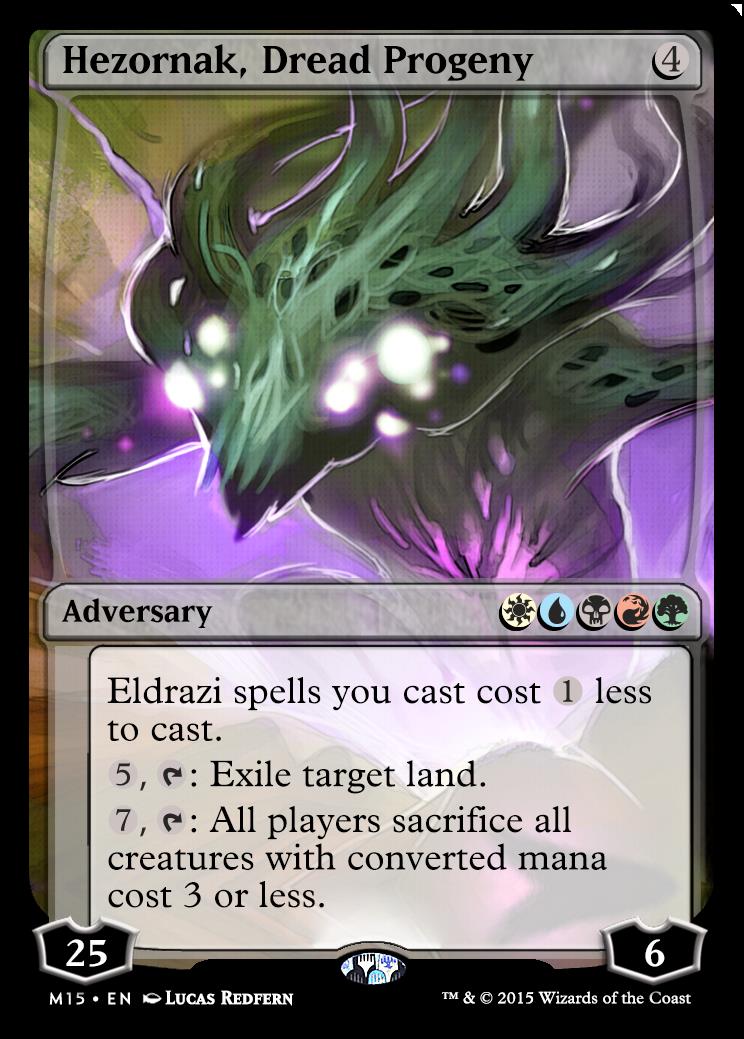 Hezornak, Dread Progeny 4
Adversary
Eldrazi spells you cast cost 1 less
to cast.
5, : Exile target land.
7, : All players sacrifice all
creatures with converted mana
cost 3 or less.
25 6
M15 • EN LUCAS REDFERN ™ & © 2015 Wizards of the Coast